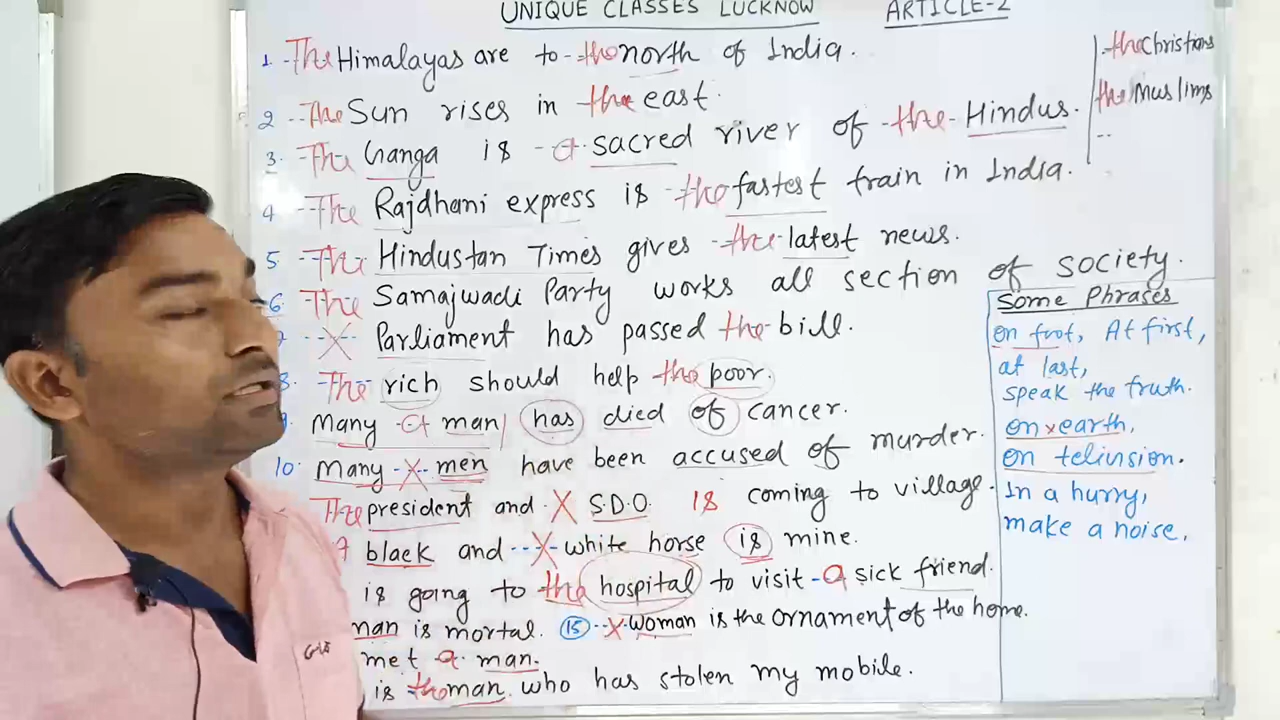 UNIQUE CLASSES LUCKNOW ARTICLE-2
1. The Himalayas are to the north of India.
2. The Sun rises in the east.
3. The Ganga is a sacred river of the Hindus.
4 The Rajdhani express is the fastest train in India.
5. The Hindustan Times gives the latest news.
6 The Samajwadi Party works all section of society.
7 X Parliament has passed the bill.
8. The rich should help the poor.
9. Many a man has died of cancer.
10. Many X men have been accused of murder.
The president and X S.D.O. is coming to village.
A black and X white horse is mine.
is going to the hospital to visit a sick friend.
man is mortal. 15 X woman is the ornament of the home.
met a man.
is the man who has stolen my mobile.
the Christians
the Muslims
Some Phrases
on foot, At first,
at last,
speak the truth.
on x earth,
on telivsion.
In a hurry,
make a noise,